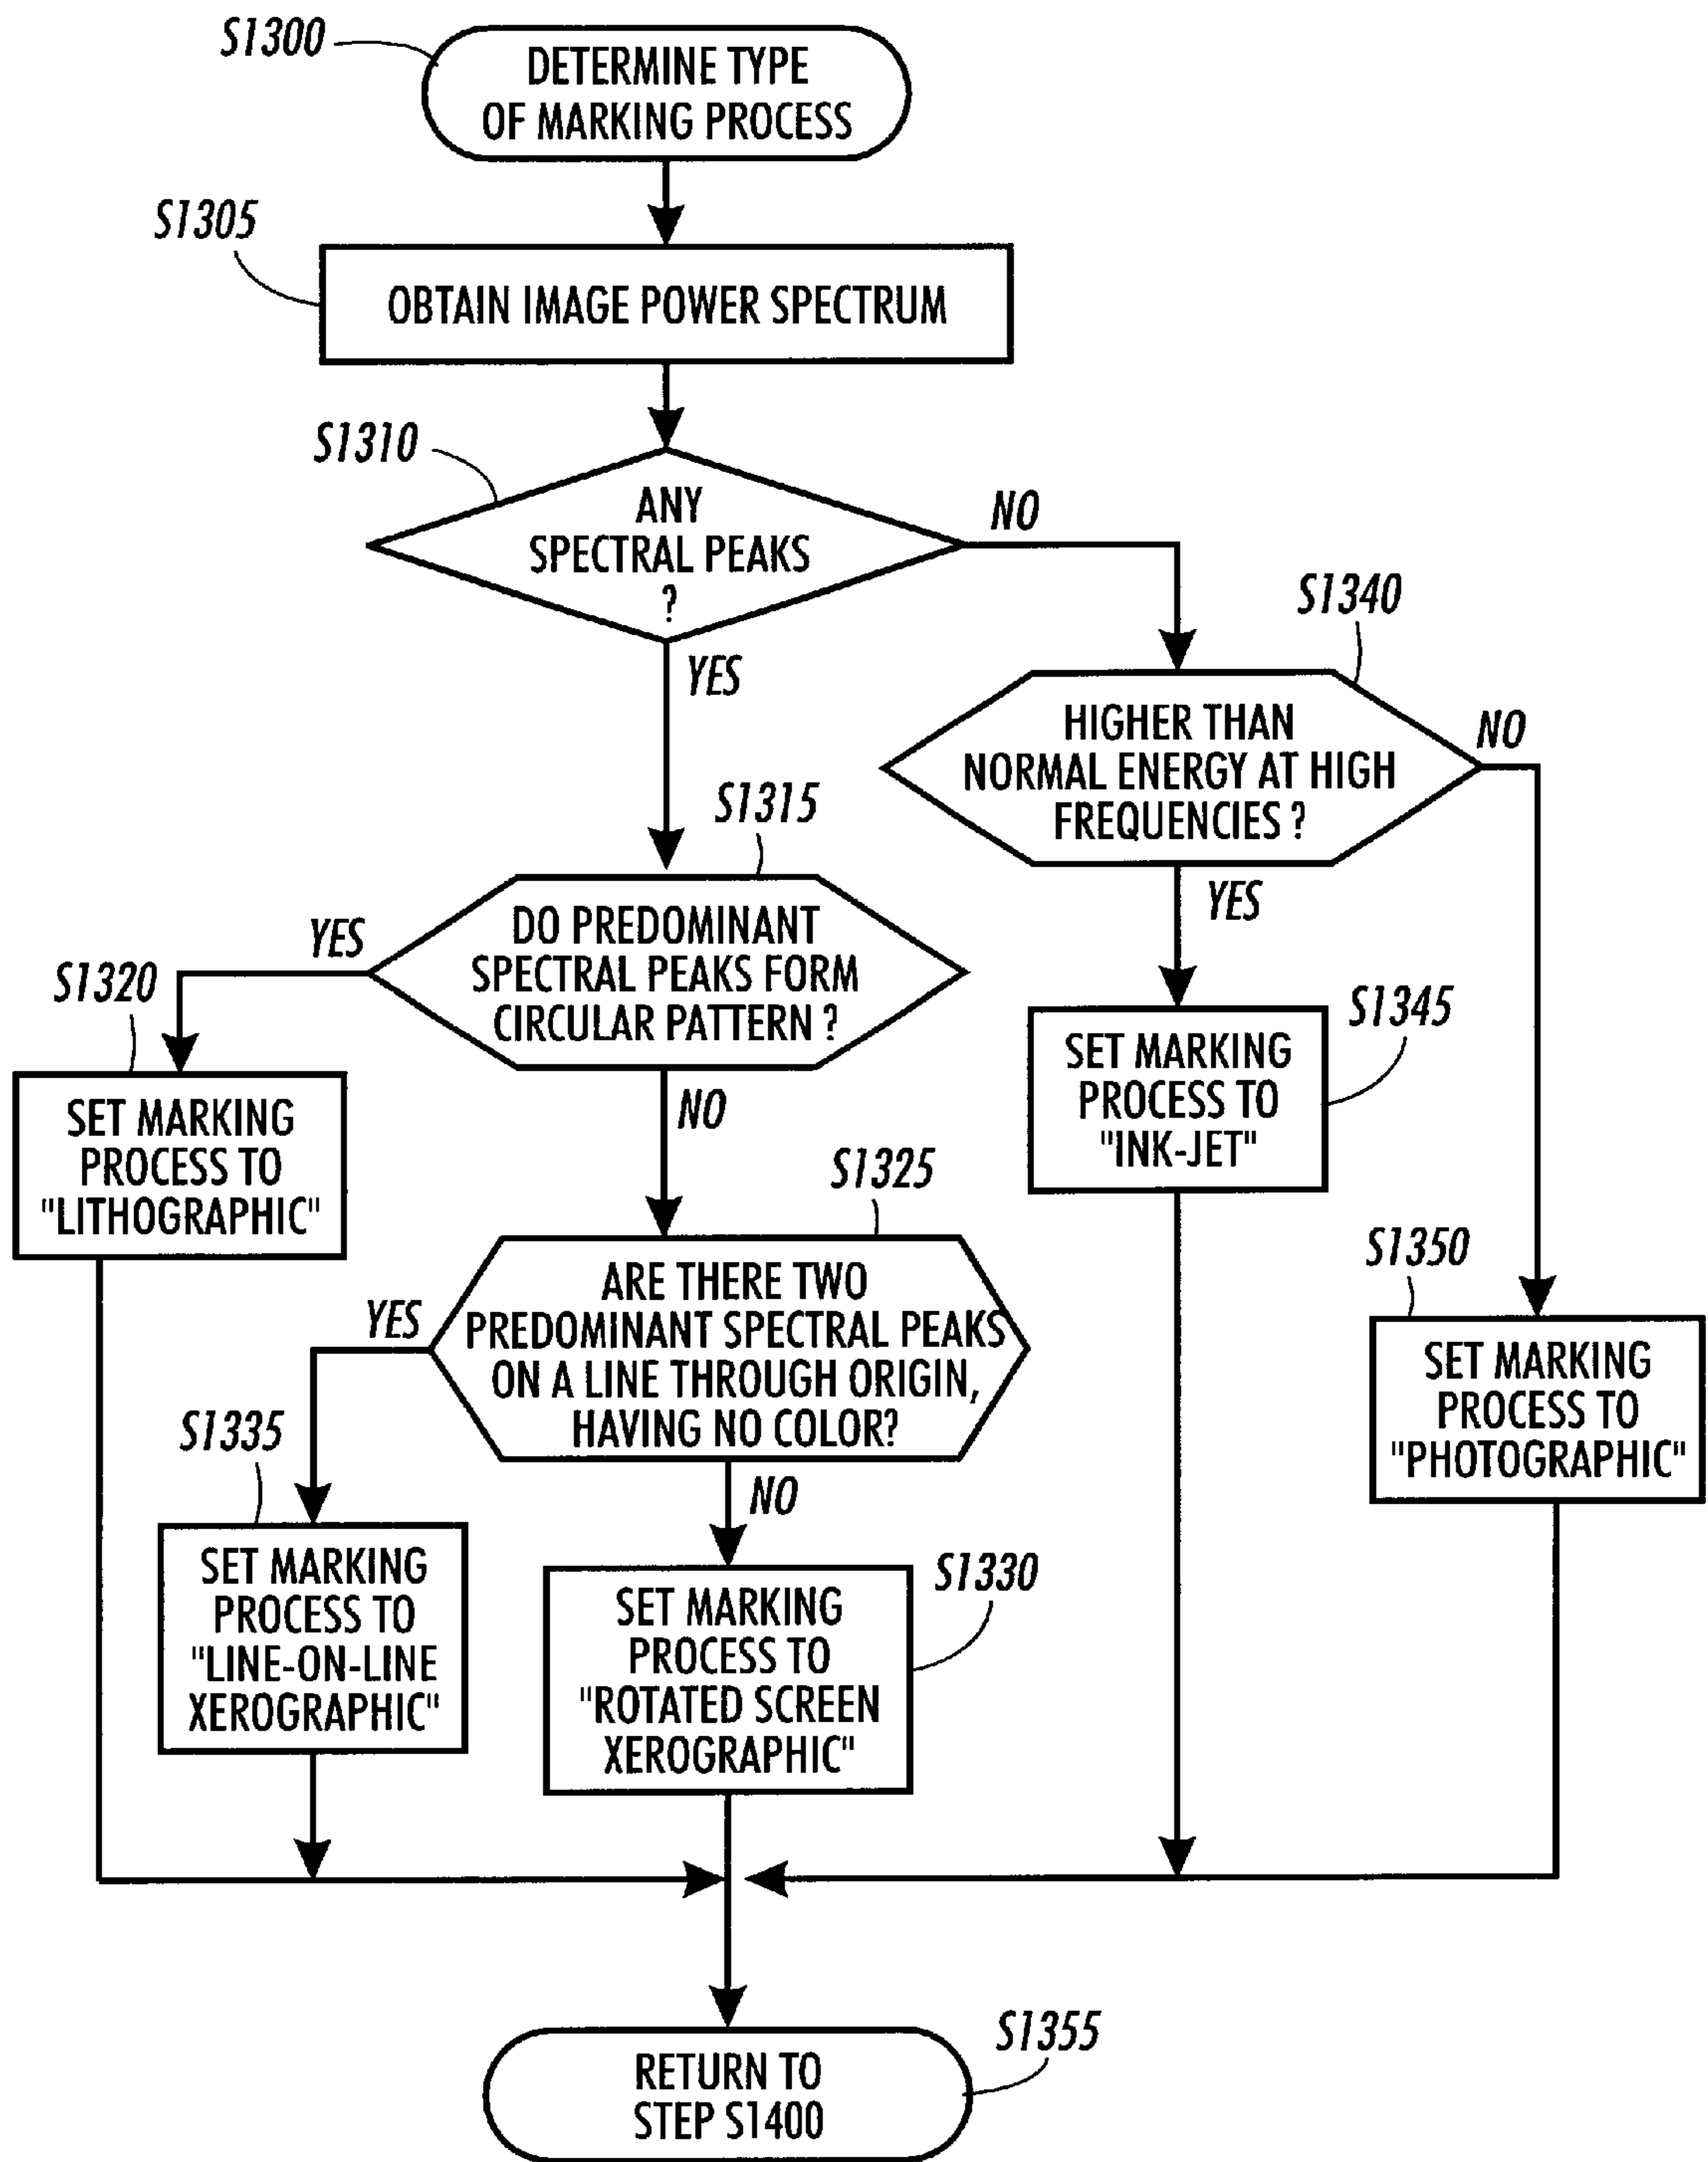 S1300
DETERMINE TYPE
OF MARKING PROCESS
S1305
OBTAIN IMAGE POWER SPECTRUM
S1310
ANY
SPECTRAL PEAKS
?
NO
YES
S1340
HIGHER THAN
NORMAL ENERGY AT HIGH
FREQUENCIES ?
NO
YES
S1315
DO PREDOMINANT
SPECTRAL PEAKS FORM
CIRCULAR PATTERN ?
YES
NO
S1320
SET MARKING
PROCESS TO
"LITHOGRAPHIC"
S1345
SET MARKING
PROCESS TO
"INK-JET"
S1325
ARE THERE TWO
PREDOMINANT SPECTRAL PEAKS
ON A LINE THROUGH ORIGIN,
HAVING NO COLOR?
YES
NO
S1350
SET MARKING
PROCESS TO
"PHOTOGRAPHIC"
S1335
SET MARKING
PROCESS TO
"LINE-ON-LINE
XEROGRAPHIC"
S1330
SET MARKING
PROCESS TO
"ROTATED SCREEN
XEROGRAPHIC"
S1355
RETURN TO
STEP S1400